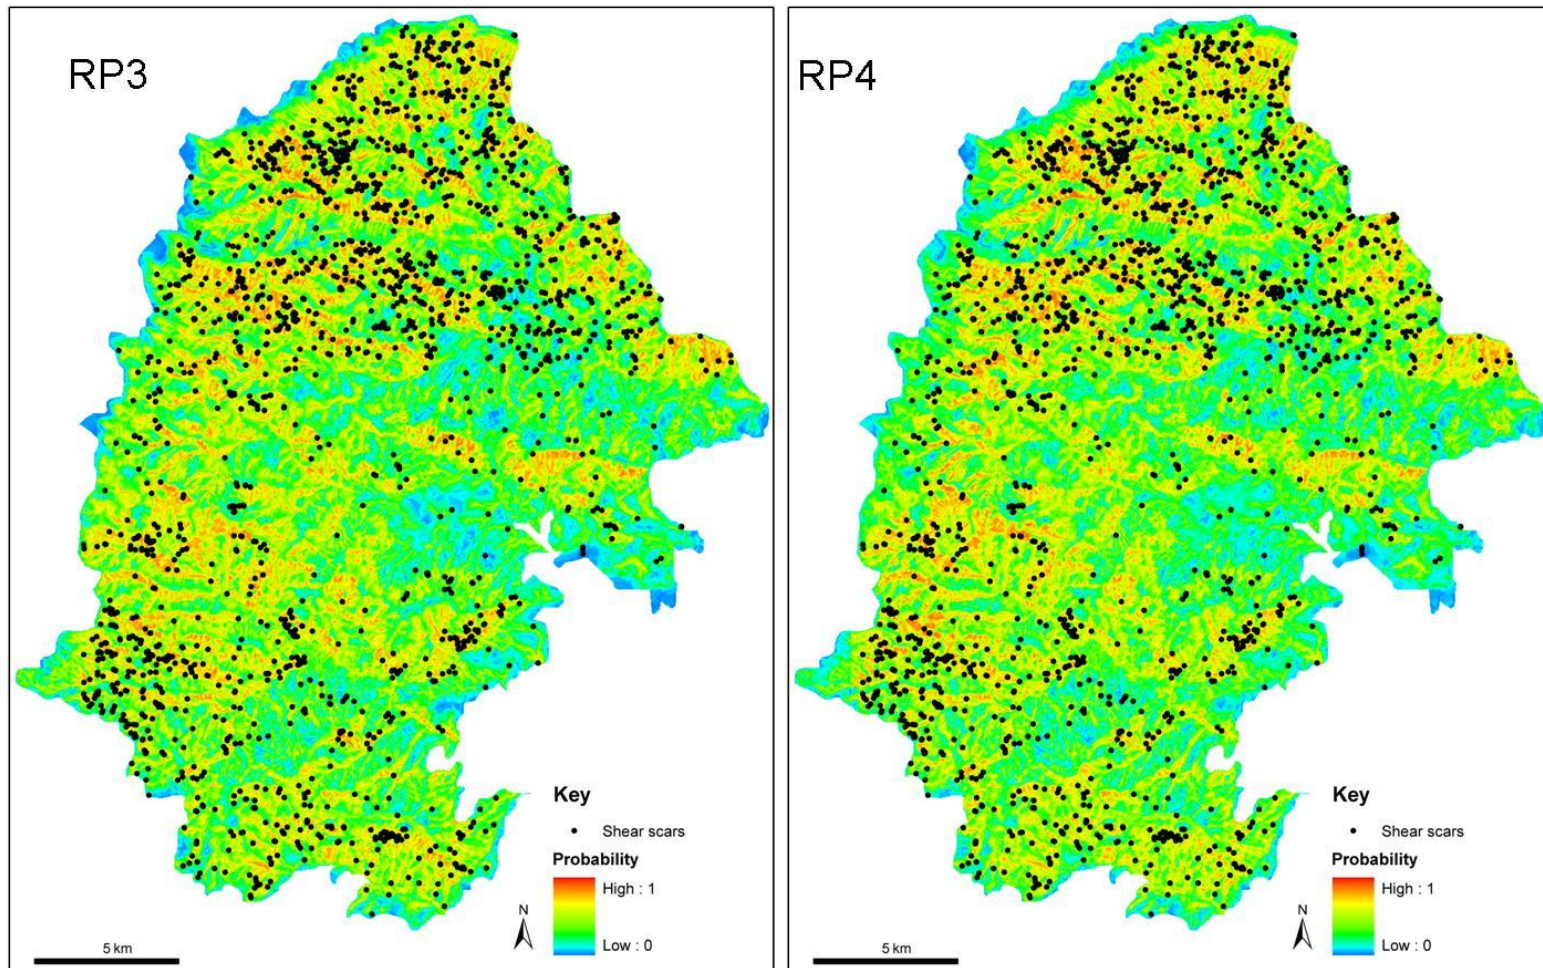 RP3
Key
Shear scars
Probability
High : 1
Low : 0
N
5 km
RP4
Key
Shear scars
Probability
High : 1
Low : 0
N
5 km